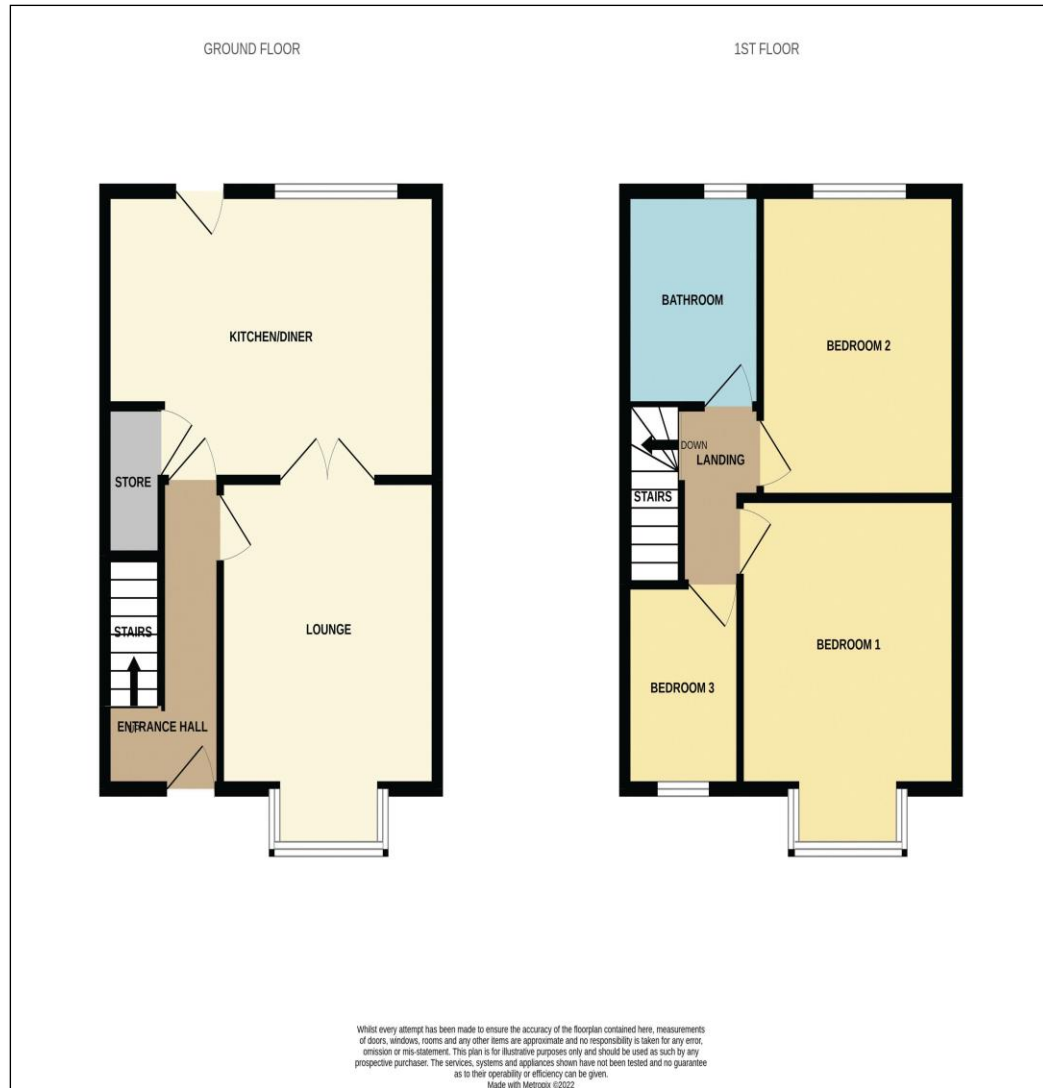 GROUND FLOOR
1ST FLOOR
KITCHEN/DINER
STORE
STAIRS
UP
ENTRANCE HALL
LOUNGE
BATHROOM
BEDROOM 2
DOWN
LANDING
STAIRS
BEDROOM 1
BEDROOM 3
Whilst every attempt has been made to ensure the accuracy of the floorplan contained here, measurements
of doors, windows, rooms and any other items are approximate and no responsibility is taken for any error,
omission or mis-statement. This plan is for illustrative purposes only and should be used as such by any
prospective purchaser. The services, systems and appliances shown have not been tested and no guarantee
as to their operability or efficiency can be given.
Made with Metropix ©2022